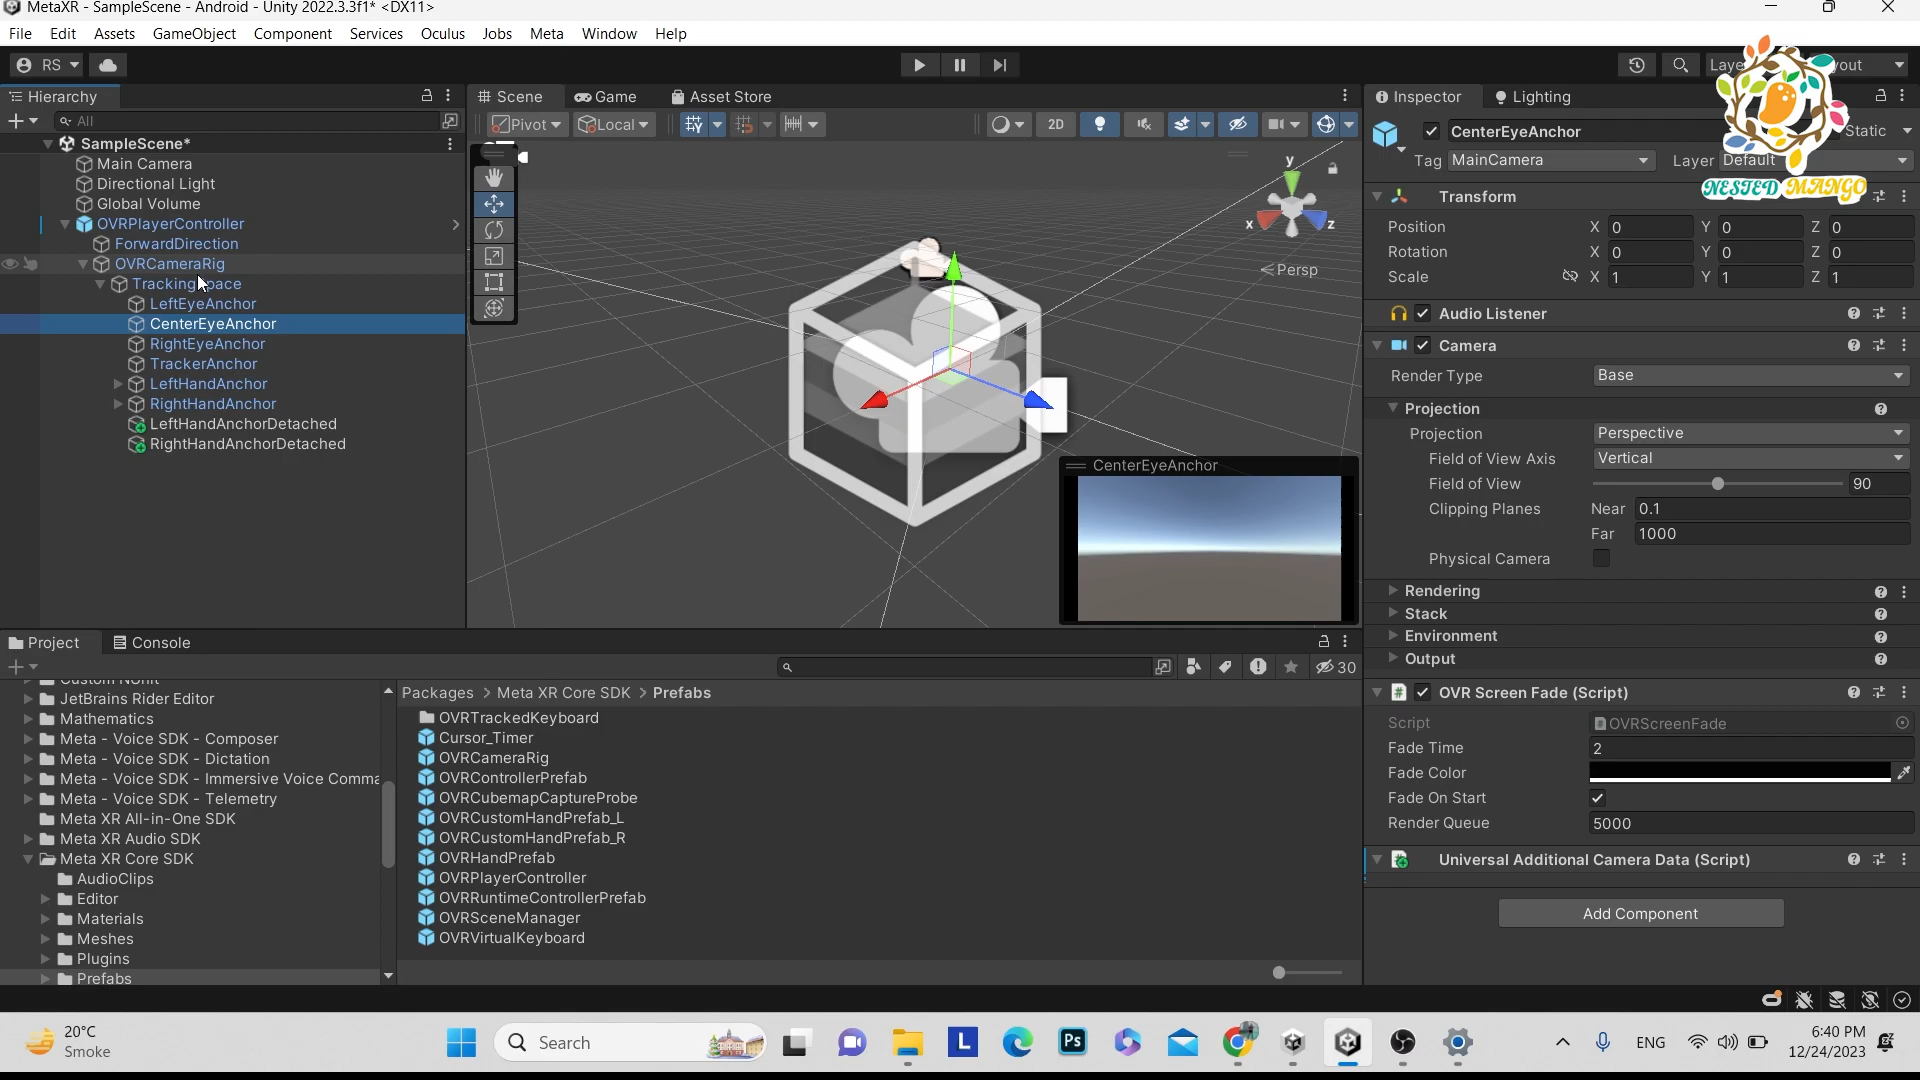 MetaXR - SampleScene - Android - Unity 2022.3.3f1* <DX11>
File Edit Assets GameObject Component Services Oculus Jobs Meta Window Help
RS
Hierarchy
All
SampleScene*
Main Camera
Directional Light
Global Volume
OVRPlayerController
ForwardDirection
OVRCameraRig
LeftEyeAnchor
CenterEyeAnchor
RightEyeAnchor
TrackerAnchor
LeftHandAnchor
RightHandAnchor
LeftHandAnchorDetached
RightHandAnchorDetached
Scene Game Asset Store
Pivot Local 2D
y
x z
Persp
CenterEyeAnchor
Inspector Lighting
NESTED MANGO
CenterEyeAnchor Static
Tag MainCamera Layer Default
Transform
Position X 0 Y 0 Z 0
Rotation X 0 Y 0 Z 0
Scale X 1 Y 1 Z 1
Audio Listener
Camera
Render Type Base
Projection
Projection Perspective
Field of View Axis Vertical
Field of View 90
Clipping Planes Near 0.1
Far 1000
Physical Camera
Rendering
Stack
Environment
Output
OVR Screen Fade (Script)
Script OVRScreenFade
Fade Time 2
Fade Color
Fade On Start
Render Queue 5000
Universal Additional Camera Data (Script)
Add Component
Project Console
30
JetBrains Rider Editor
Mathematics
Meta - Voice SDK - Composer
Meta - Voice SDK - Dictation
Meta - Voice SDK - Immersive Voice Comma
Meta - Voice SDK - Telemetry
Meta XR All-in-One SDK
Meta XR Audio SDK
Meta XR Core SDK
AudioClips
Editor
Materials
Meshes
Plugins
Prefabs
Packages > Meta XR Core SDK > Prefabs
OVRTrackedKeyboard
Cursor_Timer
OVRCameraRig
OVRControllerPrefab
OVRCubemapCaptureProbe
OVRCustomHandPrefab_L
OVRCustomHandPrefab_R
OVRHandPrefab
OVRPlayerController
OVRRuntimeControllerPrefab
OVRSceneManager
OVRVirtualKeyboard
20°C
Smoke
Search
L
Ps
ENG
6:40 PM
12/24/2023